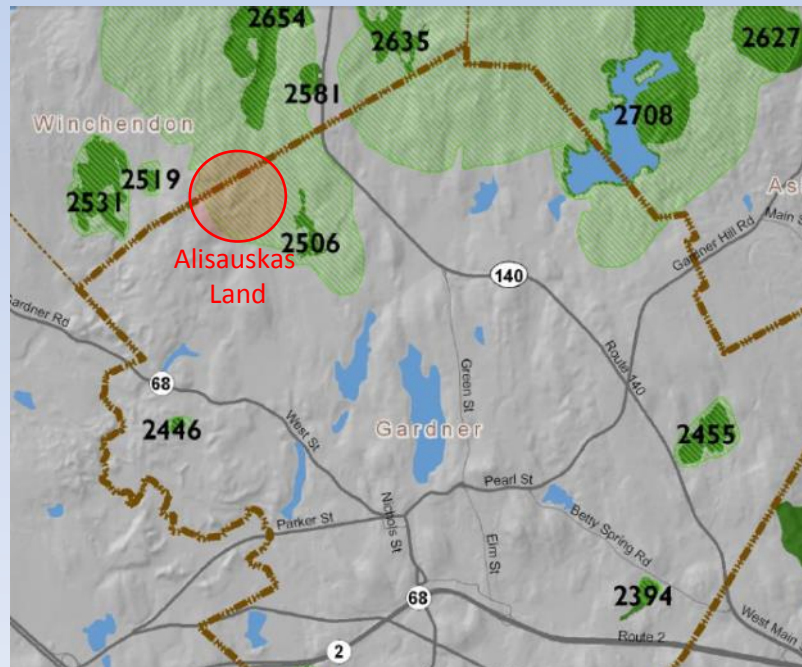 2654
2635
2627
2581
2708
Winchendon
2519
2531
As
Main S
Gardner Hill Rd
2506
Alisauskas
Land
140
Gardner Rd
68
Green St
Route 140
2446
West St
Gardner
2455
Pearl St
Nichols St
Parker St
Elm St
Betty Spring Rd
2394
68
West Main
Route 2
2